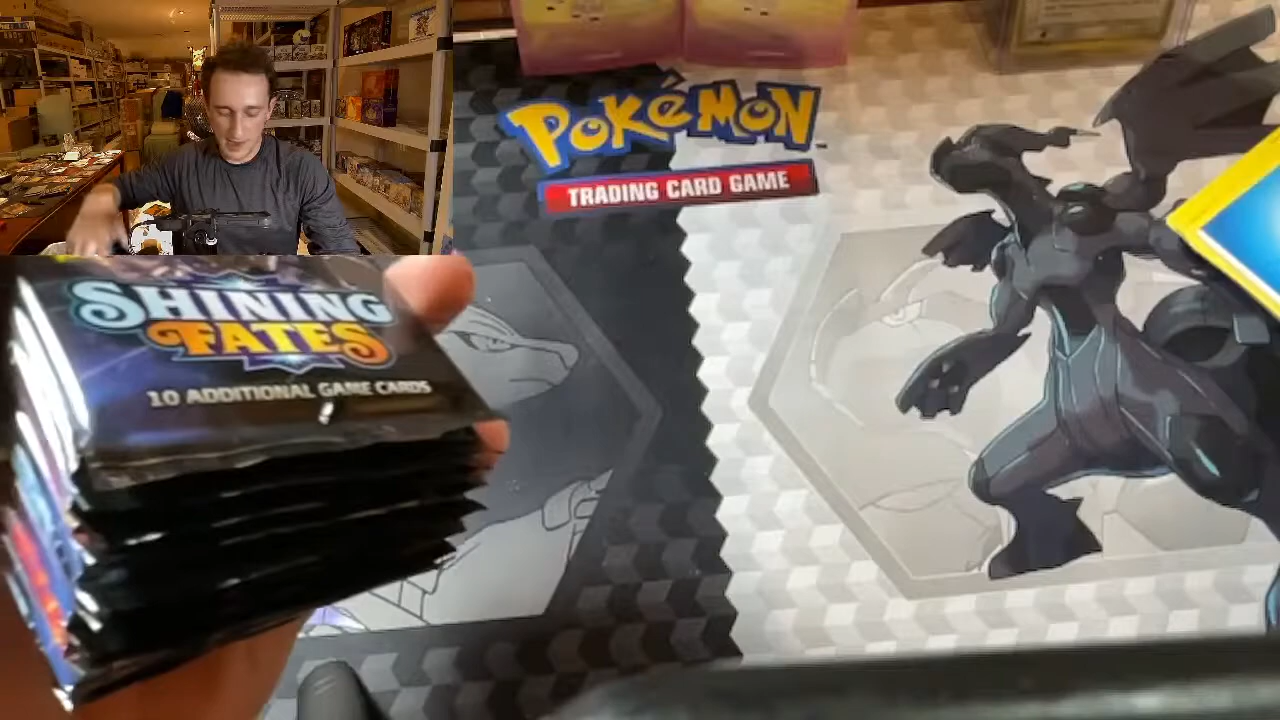 POKéMON
TRADING CARD GAME
SHINING
FATES
10 ADDITIONAL GAME CARDS